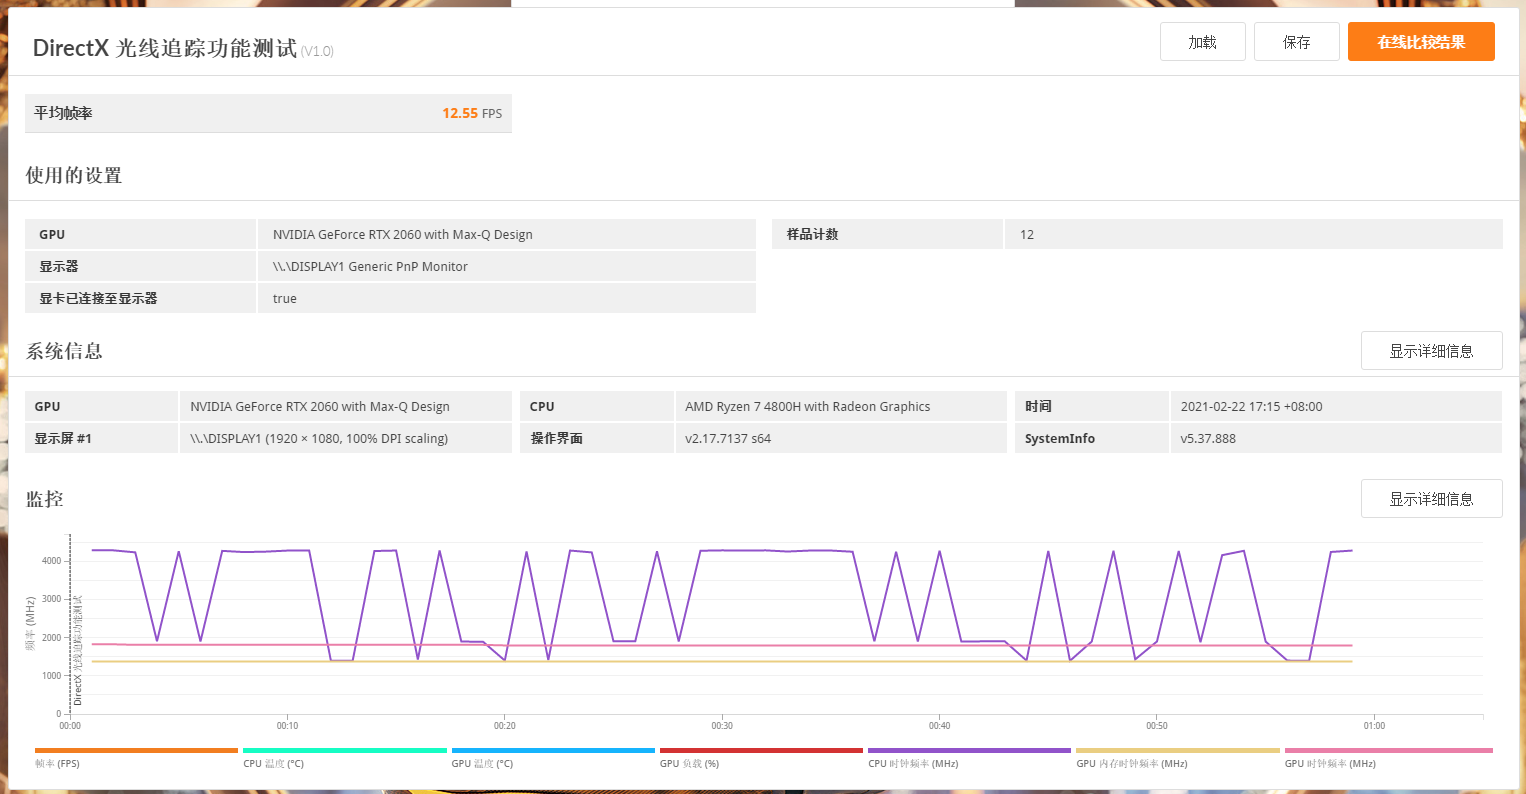 DirectX 光线追踪功能测试 (V1.0)
加载
保存
在线比较结果
平均帧率
12.55 FPS
使用的设置
GPU
NVIDIA GeForce RTX 2060 with Max-Q Design
样品计数
12
显示器
\\.\DISPLAY1 Generic PnP Monitor
显卡已连接至显示器
true
系统信息
显示详细信息
GPU
NVIDIA GeForce RTX 2060 with Max-Q Design
CPU
AMD Ryzen 7 4800H with Radeon Graphics
时间
2021-02-22 17:15 +08:00
显示屏 #1
\\.\DISPLAY1 (1920 × 1080, 100% DPI scaling)
操作界面
v2.17.7137 s64
SystemInfo
v5.37.888
监控
显示详细信息
频率 (MHz)
4000
3000
2000
1000
0
DirectX 光线追踪功能测试
00:00
00:10
00:20
00:30
00:40
00:50
01:00
帧率 (FPS)
CPU 温度 (°C)
GPU 温度 (°C)
GPU 负载 (%)
CPU 时钟频率 (MHz)
GPU 内存时钟频率 (MHz)
GPU 时钟频率 (MHz)